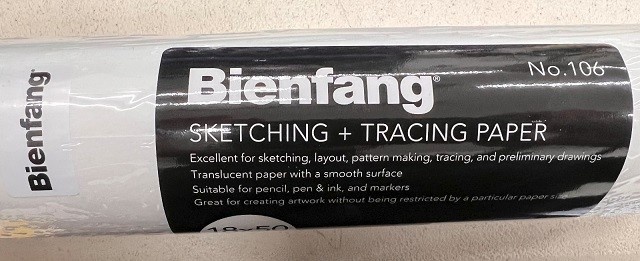 Bienfang
Bienfang®
No.106
SKETCHING + TRACING PAPER
Excellent for sketching, layout, pattern making, tracing, and preliminary drawings
Translucent paper with a smooth surface
Suitable for pencil, pen & ink, and markers
Great for creating artwork without being restricted by a particular paper
18x50